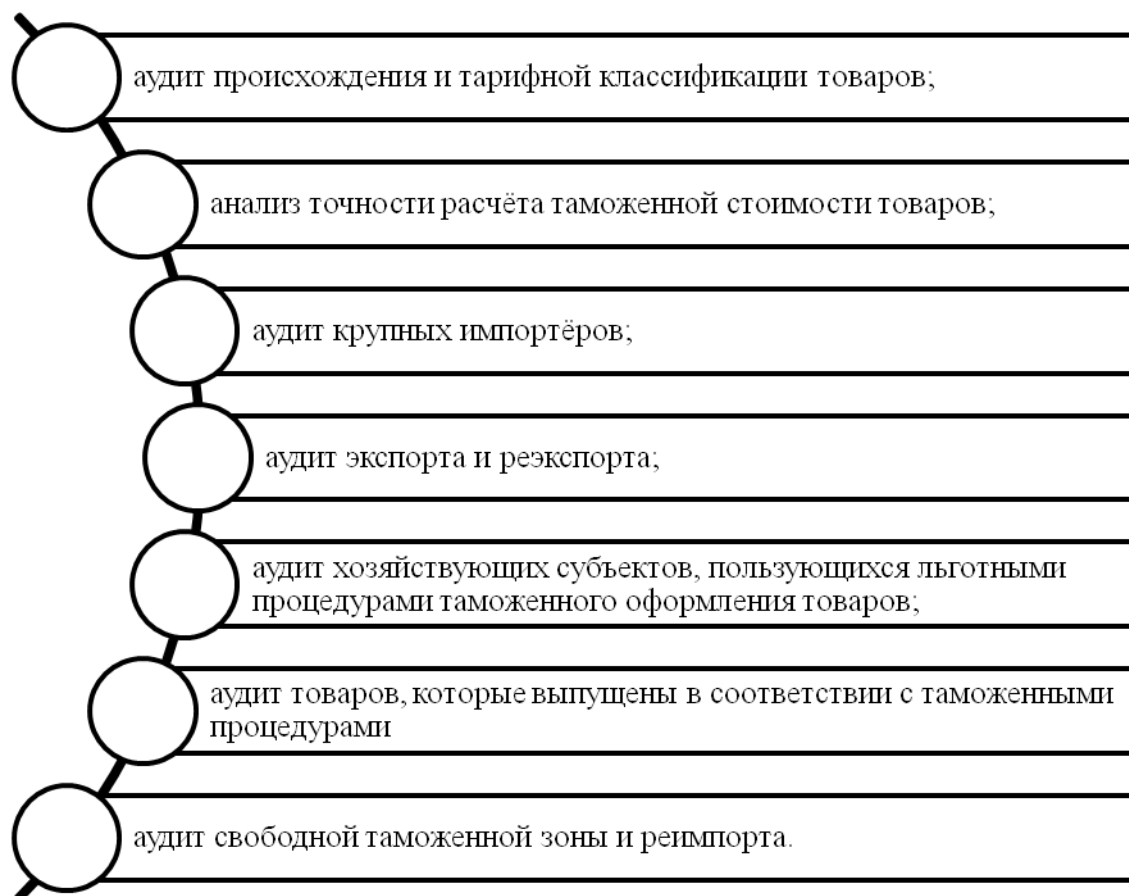 аудит происхождения и тарифной классификации товаров;
анализ точности расчёта таможенной стоимости товаров;
аудит крупных импортёров;
аудит экспорта и реэкспорта;
аудит хозяйствующих субъектов, пользующихся льготными
процедурами таможенного оформления товаров;
аудит товаров, которые выпущены в соответствии с таможенными
процедурами
аудит свободной таможенной зоны и реимпорта.